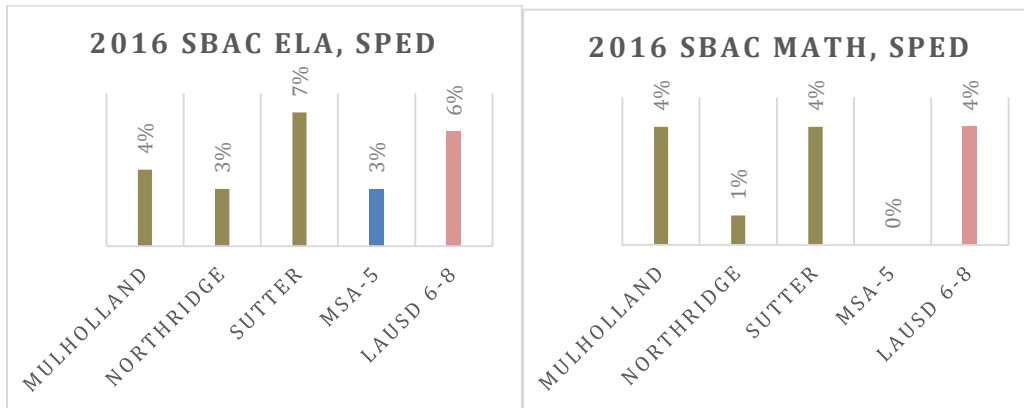 2016 SBAC ELA, SPED
4%
3%
7%
3%
6%
MULHOLLAND
NORTHRIDGE
SUTTER
MSA-5
LAUSD 6-8
2016 SBAC MATH, SPED
4%
1%
4%
0%
4%
MULHOLLAND
NORTHRIDGE
SUTTER
MSA-5
LAUSD 6-8